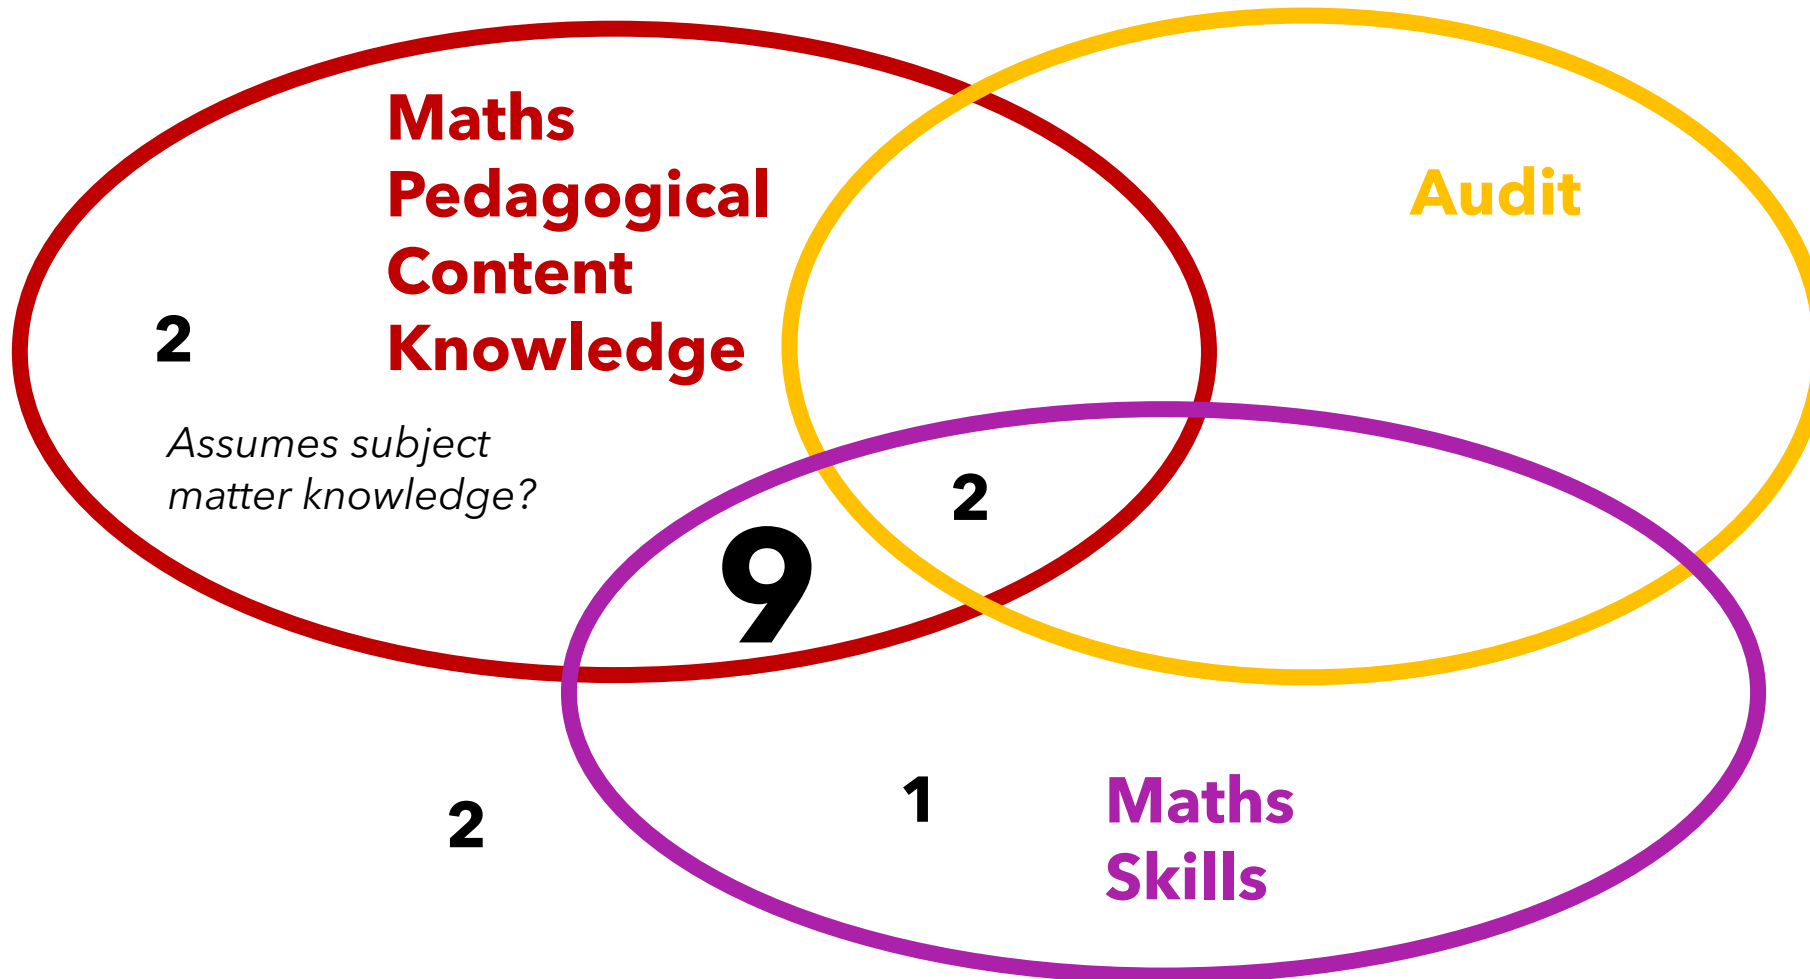 Maths
Pedagogical
Content
Knowledge
Audit
2
Assumes subject
matter knowledge?
2
9
2
1
Maths
Skills